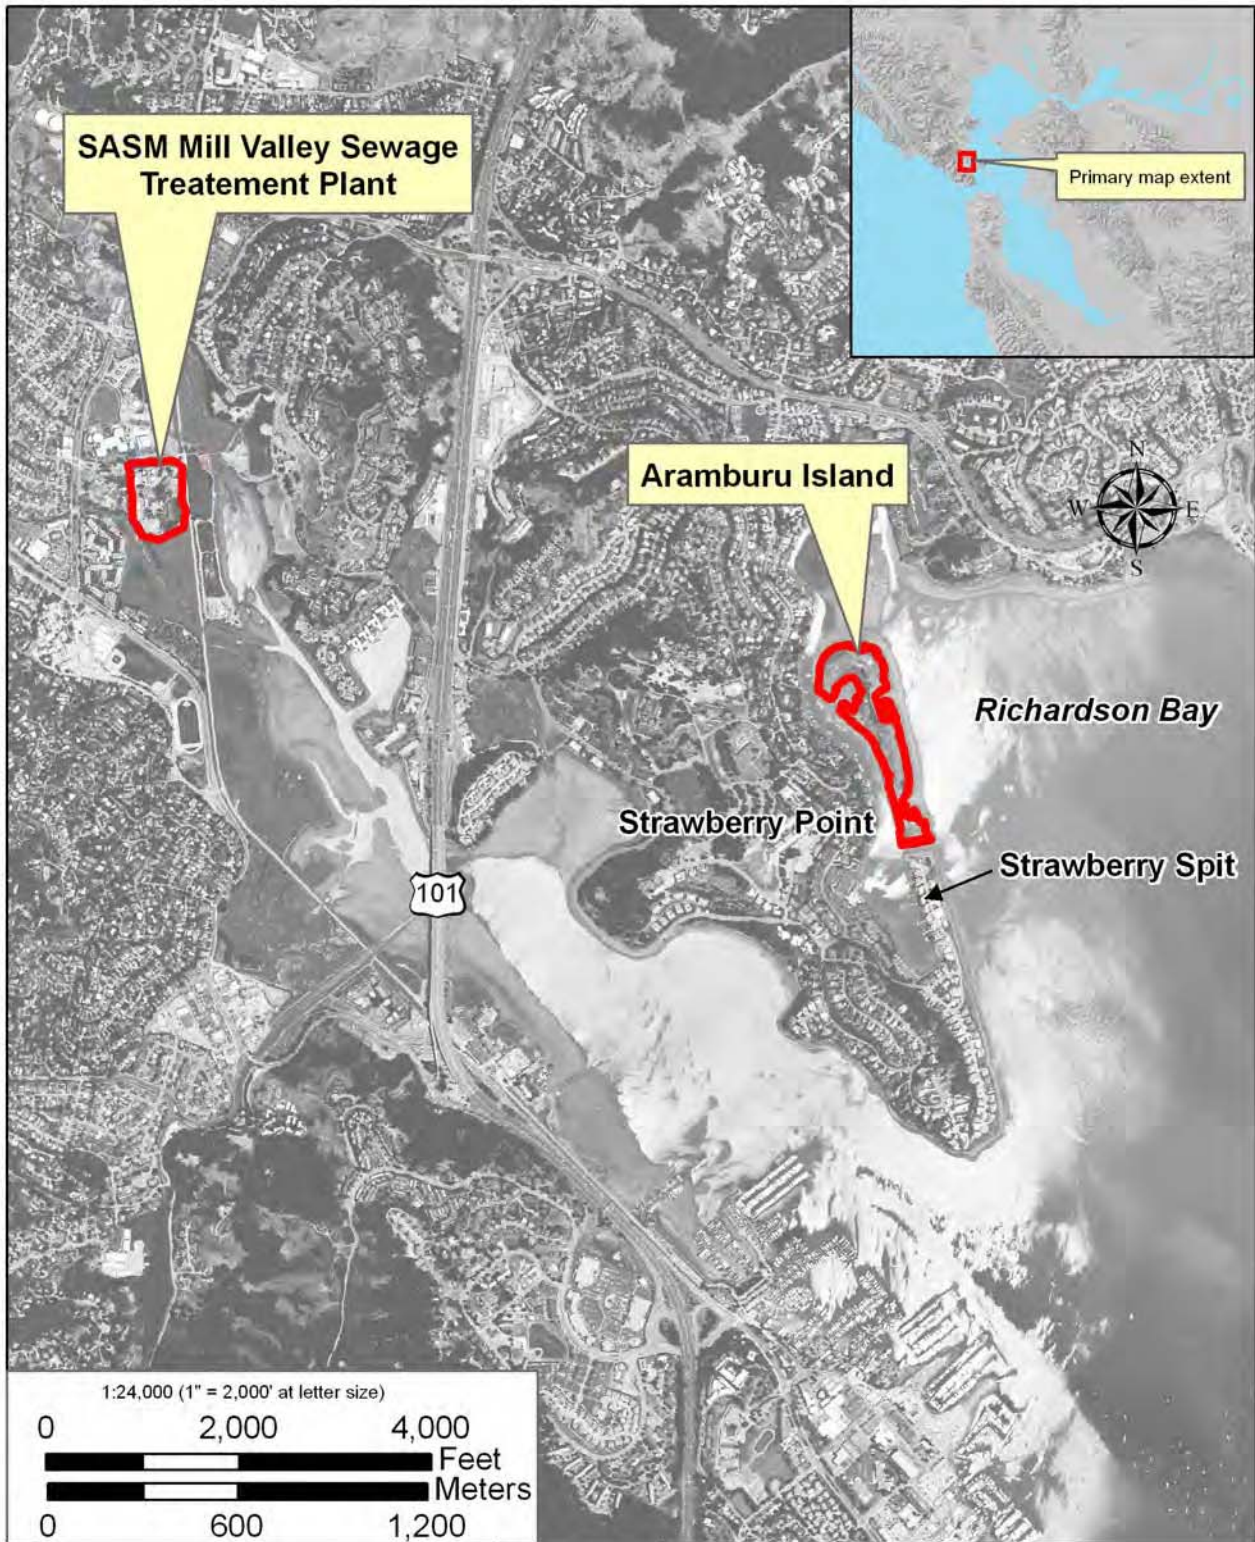 SASM Mill Valley Sewage
Treatement Plant
Primary map extent
Aramburu Island
N
W
E
S
Richardson Bay
Strawberry Point
Strawberry Spit
101
1:24,000 (1" = 2,000' at letter size)
0 2,000 4,000
Feet
Meters
0 600 1,200